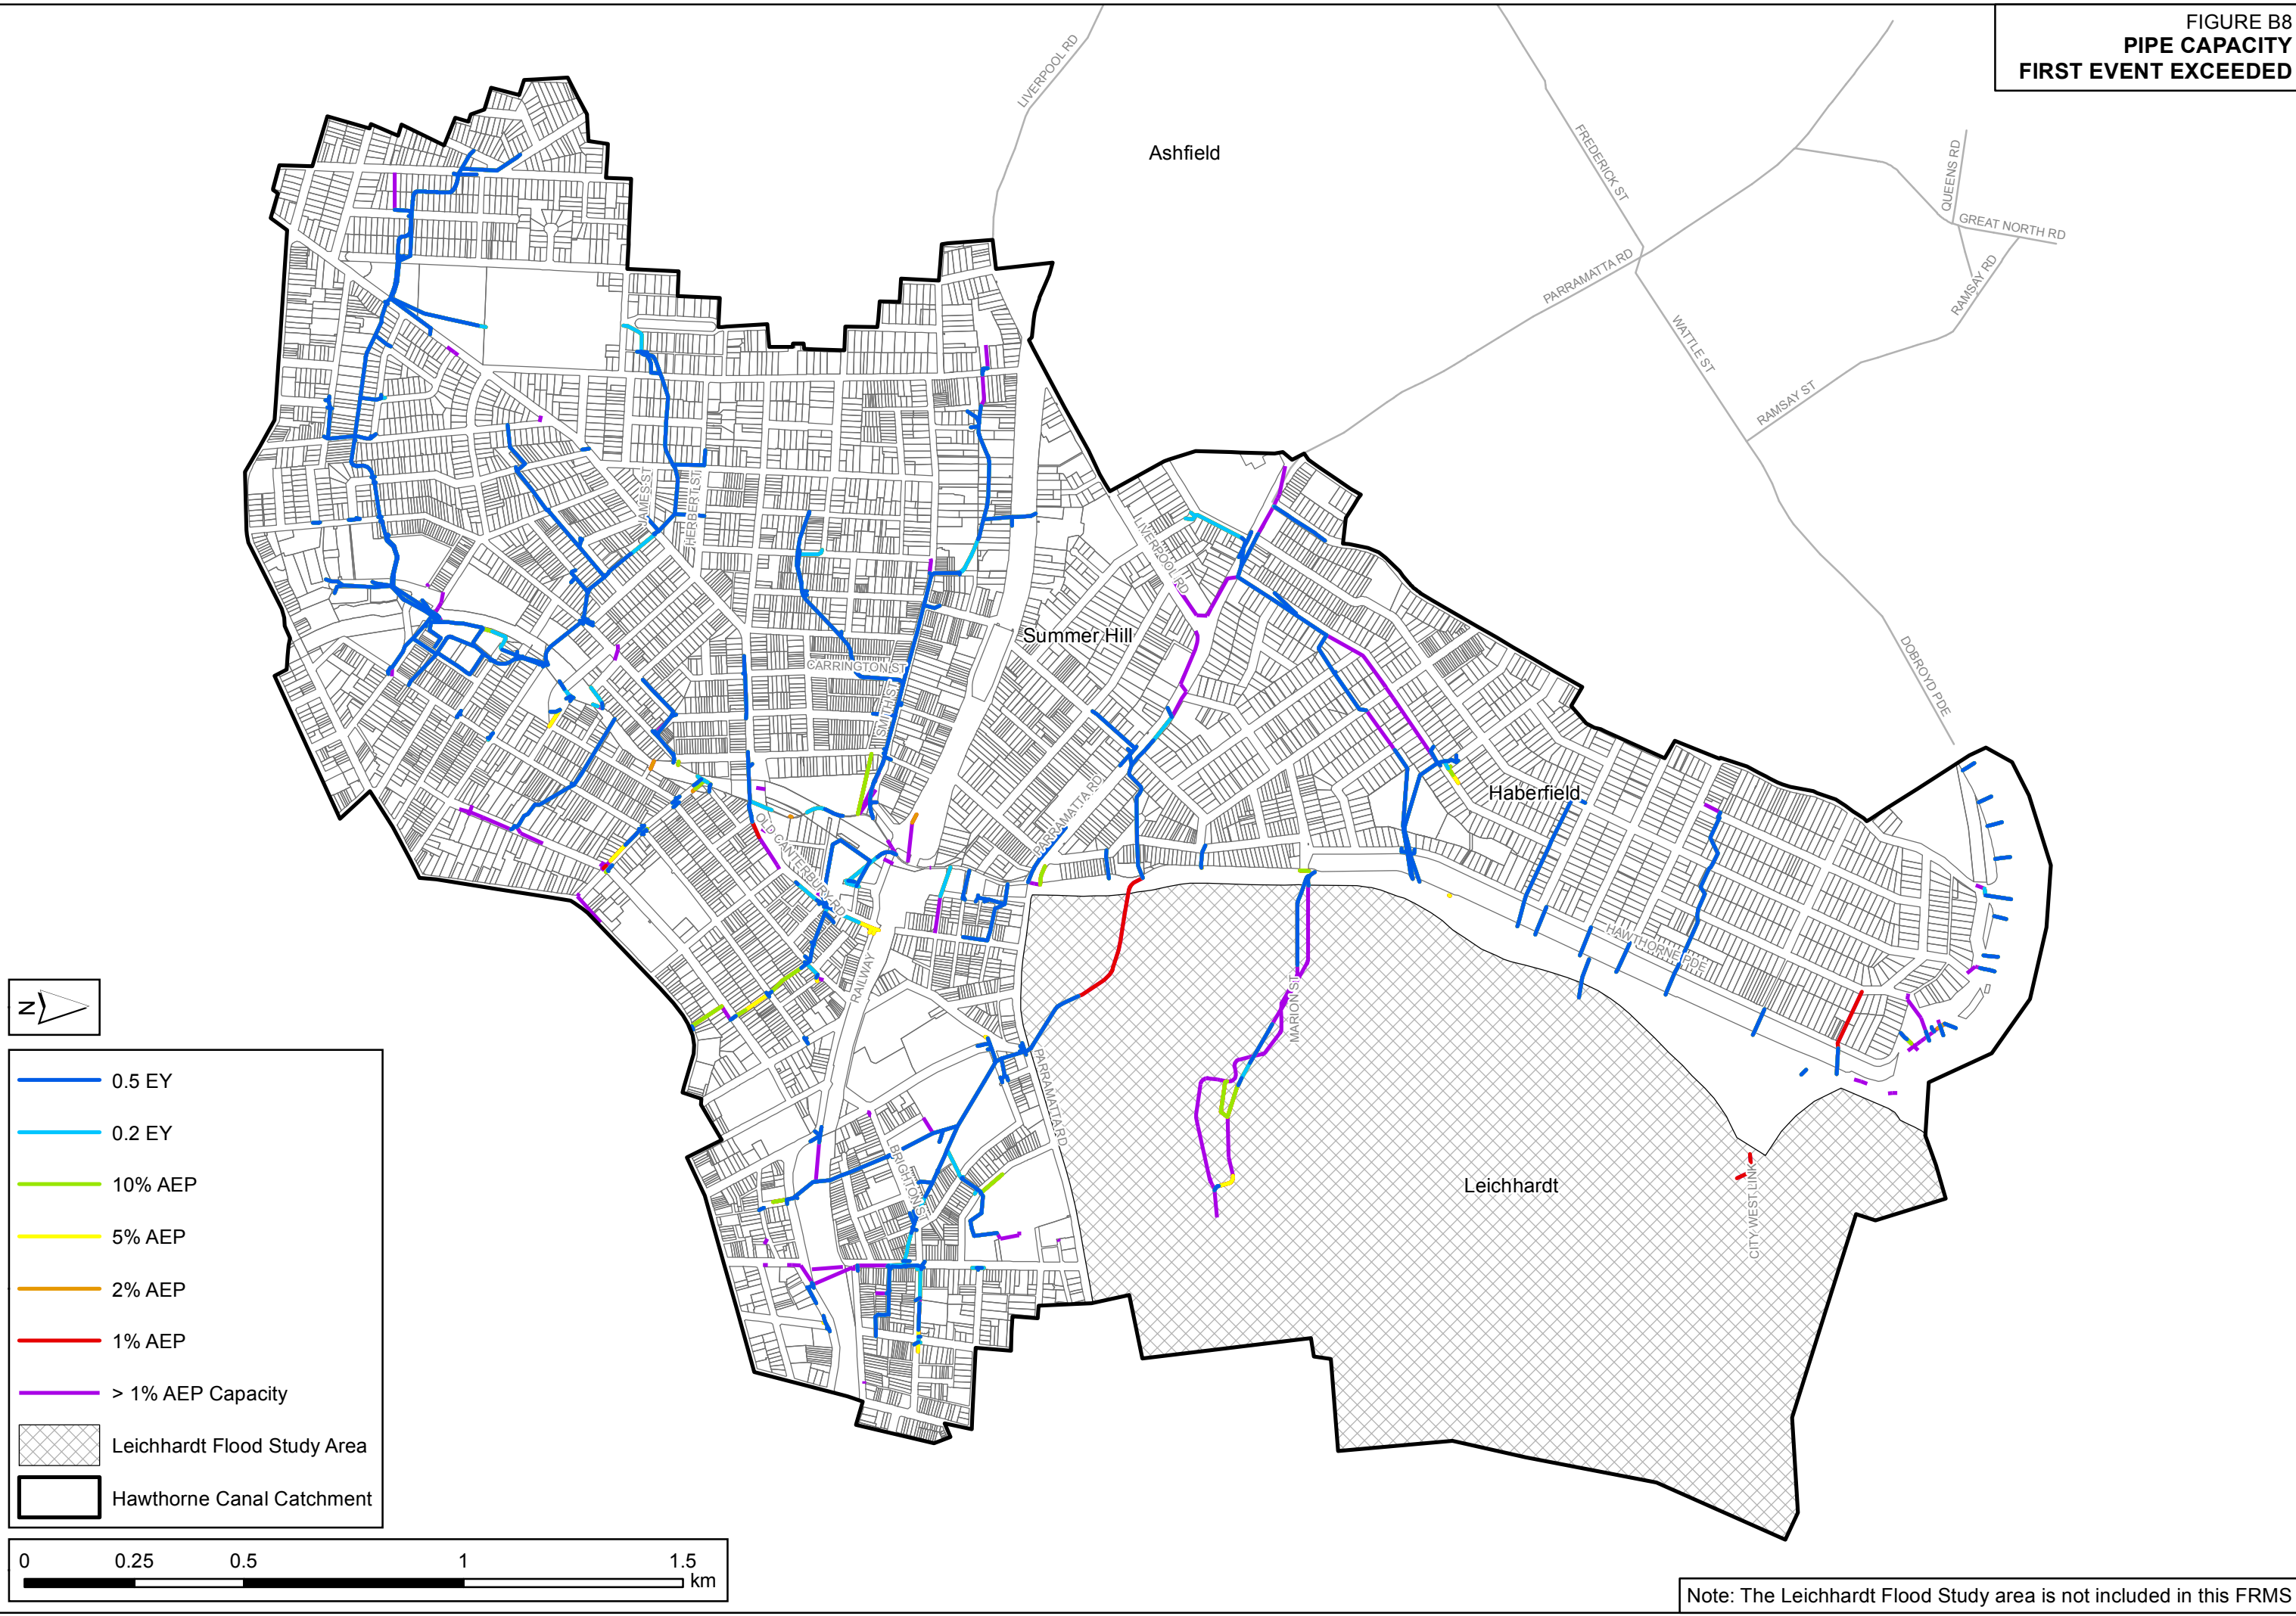 FIGURE B8
PIPE CAPACITY
FIRST EVENT EXCEEDED
LIVERPOOL RD
Ashfield
FREDERICK ST
QUEENS RD
GREAT NORTH RD
PARRAMATTA RD
RAMSAY RD
WATTLE ST
RAMSAY ST
JAMES ST
HERBERT ST
LIVERPOOL RD
Summer Hill
CARRINGTON ST
SMITH ST
DOBROYD PDE
PARRAMATTA RD
Haberfield
OLD CANTERBURY RD
HAWTHORNE PDE
RAILWAY
MARION ST
PARRAMATTA RD
BRIGHTON ST
Leichhardt
CITY WEST LINK
N
0.5 EY
0.2 EY
10% AEP
5% AEP
2% AEP
1% AEP
> 1% AEP Capacity
Leichhardt Flood Study Area
Hawthorne Canal Catchment
0 0.25 0.5 1 1.5
km
Note: The Leichhardt Flood Study area is not included in this FRMS